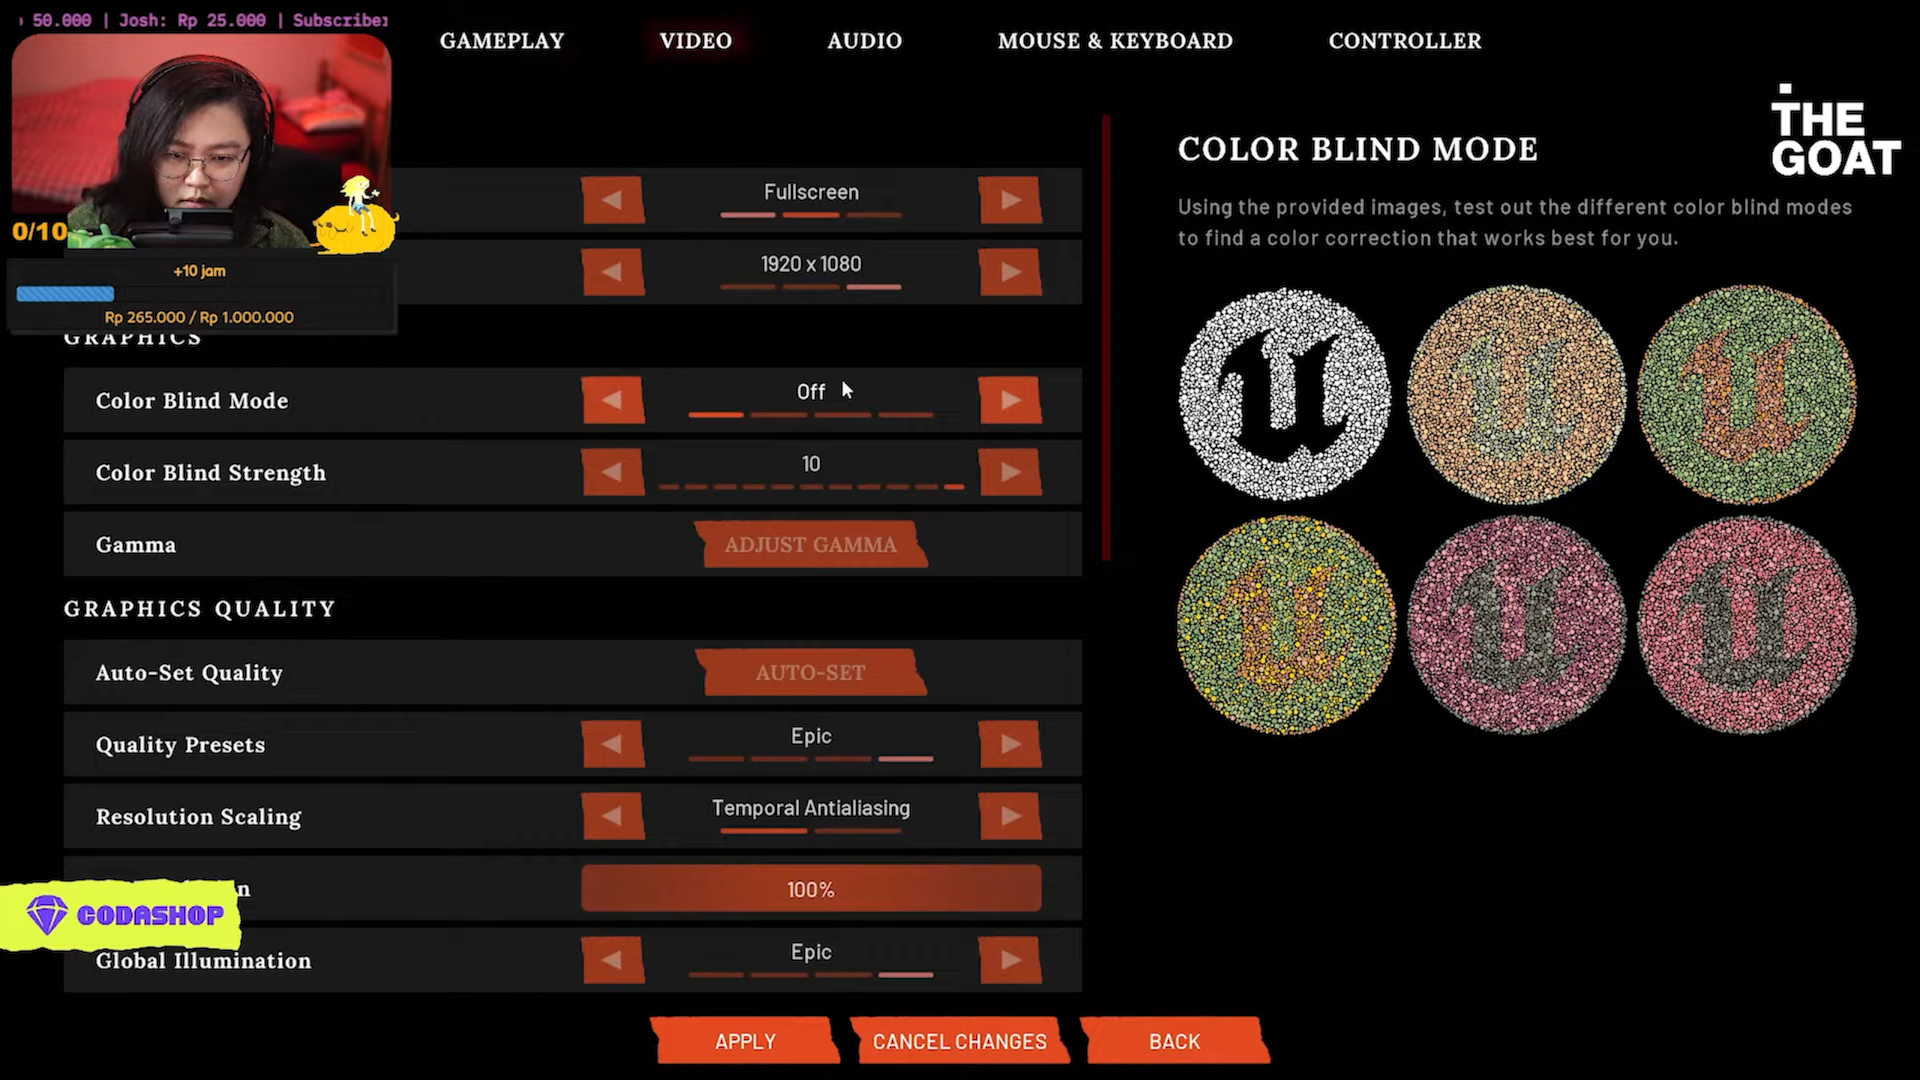 50.000 | Josh: Rp 25.000 | Subscribe
GAMEPLAY
VIDEO
AUDIO
MOUSE & KEYBOARD
CONTROLLER
0/10
+10 jam
Rp 265.000 / Rp 1.000.000
Fullscreen
1920 x 1080
GRAPHICS
Color Blind Mode
Off
Color Blind Strength
10
Gamma
ADJUST GAMMA
GRAPHICS QUALITY
Auto-Set Quality
AUTO-SET
Quality Presets
Epic
Resolution Scaling
Temporal Antialiasing
100%
CODASHOP
Global Illumination
Epic
APPLY
CANCEL CHANGES
BACK
COLOR BLIND MODE
Using the provided images, test out the different color blind modes
to find a color correction that works best for you.
THE
GOAT